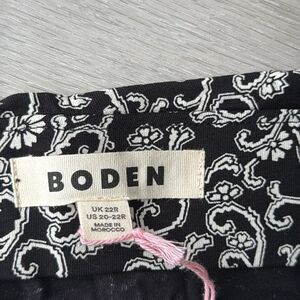 BODEN
UK 22R
US 20-22R
MADE IN
MOROCCO